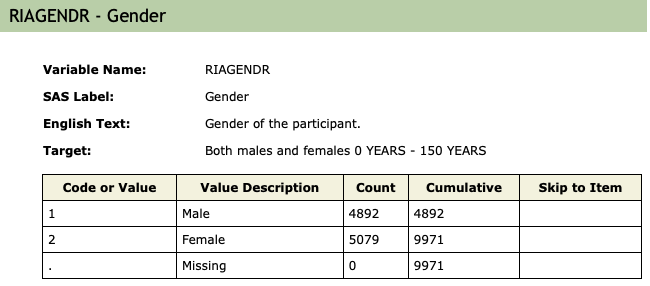 RIAGENDR - Gender
Variable Name: RIAGENDR
SAS Label: Gender
English Text: Gender of the participant.
Target: Both males and females 0 YEARS - 150 YEARS
Code or Value Value Description Count Cumulative Skip to Item
1 Male 4892 4892
2 Female 5079 9971
. Missing 0 9971